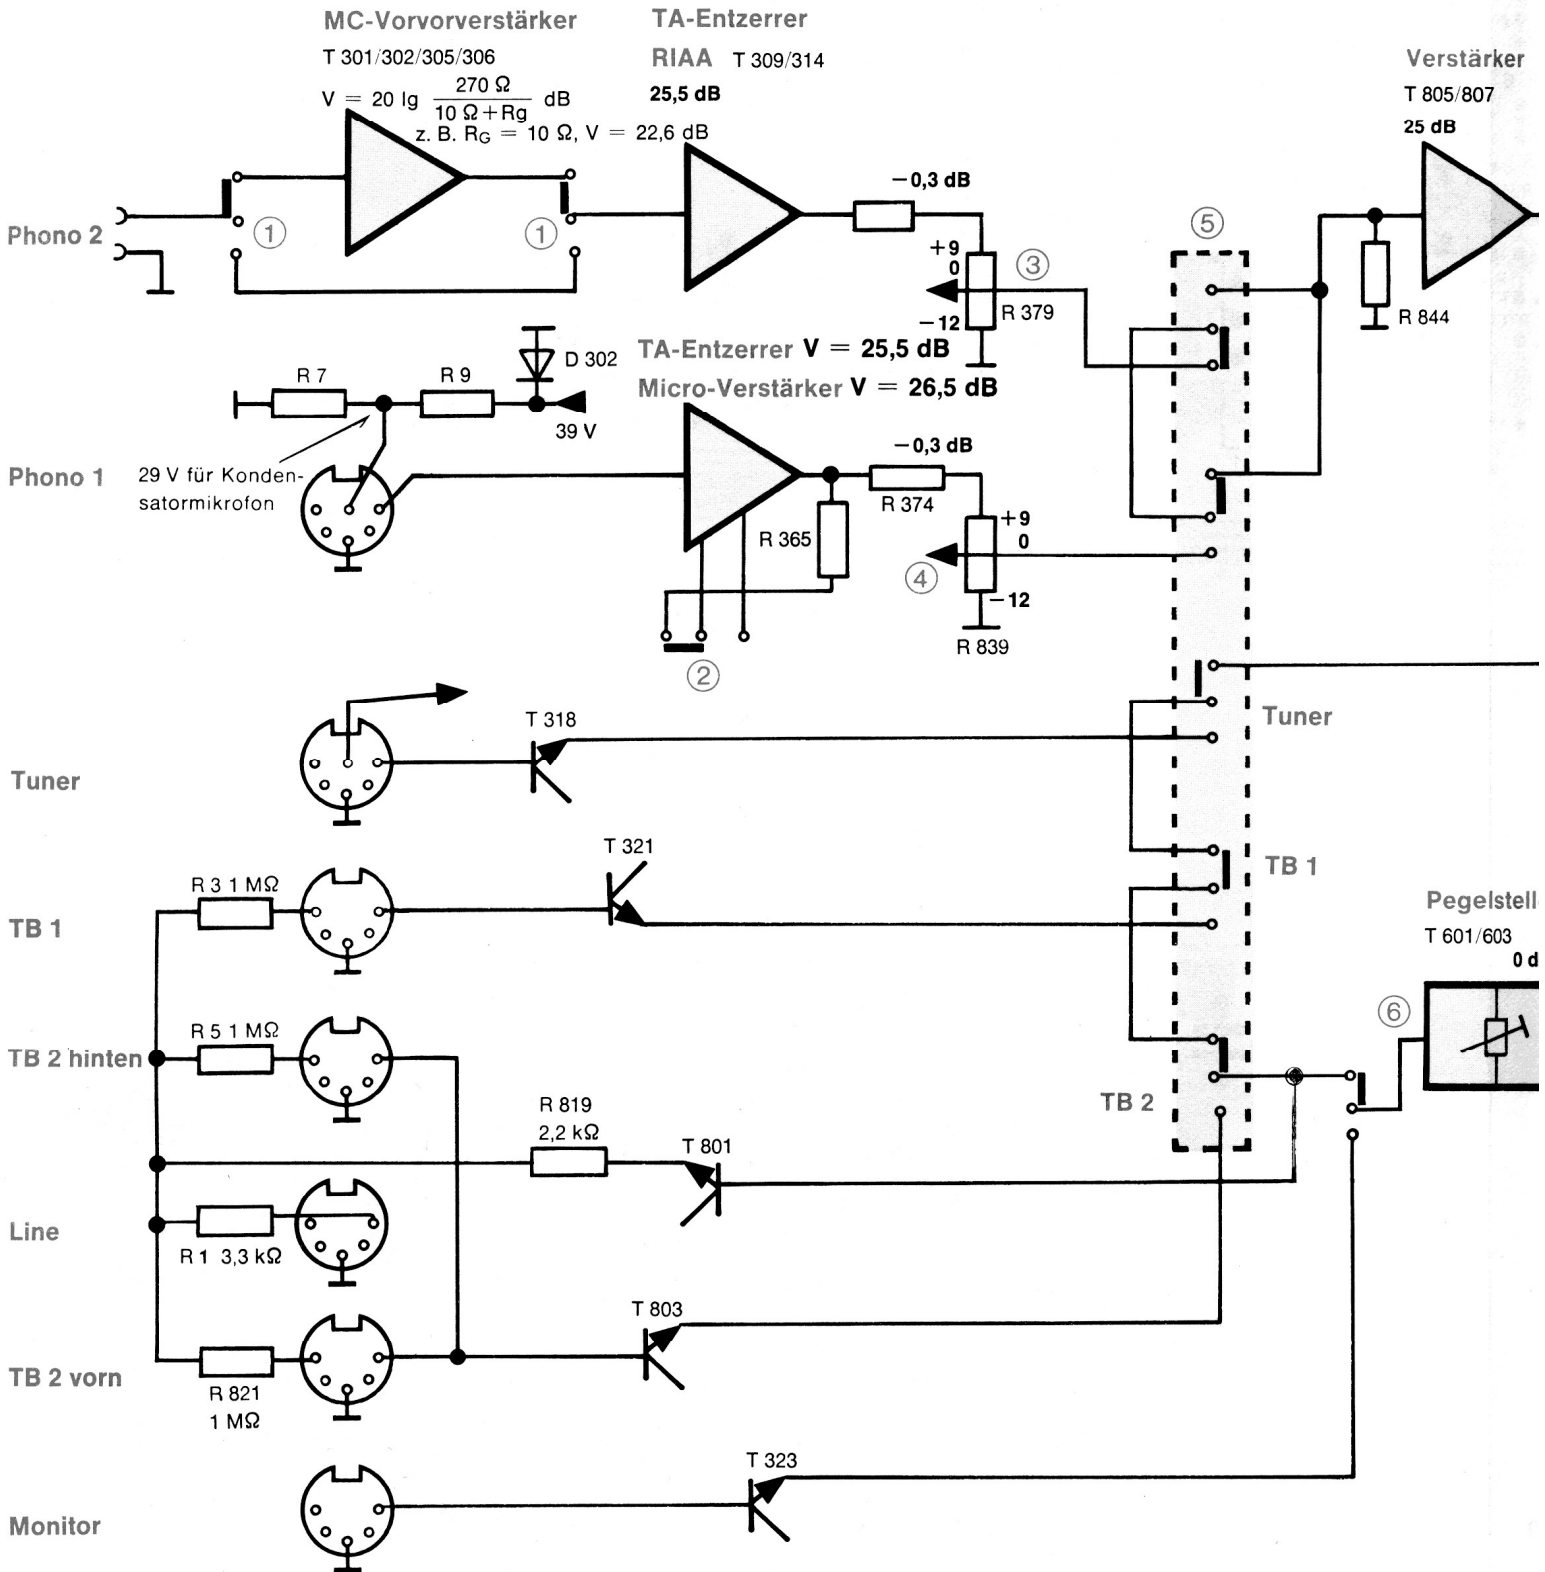 MC-Vorvorverstärker
T 301/302/305/306
V = 20 lg 270 Ω / 10 Ω + Rg dB
z. B. RG = 10 Ω, V = 22,6 dB
TA-Entzerrer
RIAA T 309/314
25,5 dB
Verstärker
T 805/807
25 dB
−0,3 dB
Phono 2
1
1
+9
0
−12
3
R 379
5
R 844
TA-Entzerrer V = 25,5 dB
Micro-Verstärker V = 26,5 dB
R 7
R 9
D 302
39 V
−0,3 dB
Phono 1
29 V für Konden-
satormikrofon
R 374
R 365
+9
0
4
−12
R 839
2
T 318
Tuner
Tuner
T 321
TB 1
R 3 1 MΩ
TB 1
Pegelstell
T 601/603
0 d
6
R 5 1 MΩ
TB 2 hinten
TB 2
R 819
2,2 kΩ
T 801
Line
R 1 3,3 kΩ
T 803
TB 2 vorn
R 821
1 MΩ
T 323
Monitor